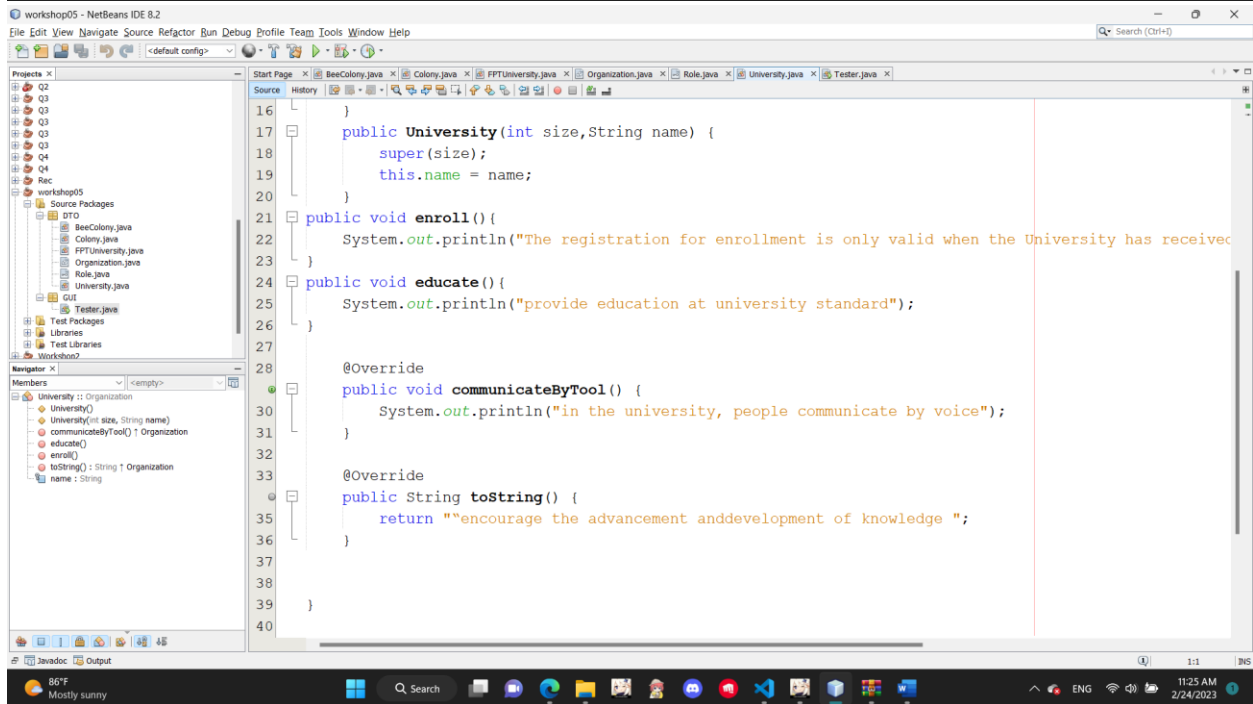 workshop05 - NetBeans IDE 8.2
File Edit View Navigate Source Refactor Run Debug Profile Team Tools Window Help
Search (Ctrl+I)
<default config>
Projects
Q2
Q3
Q3
Q3
Q3
Q3
Q4
Q4
Rec
workshop05
Source Packages
DTO
BeeColony.java
Colony.java
FPTUniversity.java
Organization.java
Role.java
University.java
GUI
Tester.java
Test Packages
Libraries
Test Libraries
Workshop2
Navigator
Members <empty>
University :: Organization
University()
University(int size, String name)
communicateByTool() ↑ Organization
educate()
enroll()
toString() : String ↑ Organization
name : String
Start Page BeeColony.java Colony.java FPTUniversity.java Organization.java Role.java University.java Tester.java
Source History
16 }
17 public University(int size,String name) {
18 super(size);
19 this.name = name;
20 }
21 public void enroll(){
22 System.out.println("The registration for enrollment is only valid when the University has received
23 }
24 public void educate(){
25 System.out.println("provide education at university standard");
26 }
27
28 @Override
public void communicateByTool() {
30 System.out.println("in the university, people communicate by voice");
31 }
32
33 @Override
public String toString() {
35 return "“encourage the advancement anddevelopment of knowledge ";
36 }
37
38
39 }
40
Javadoc Output
1:1 INS
86°F
Mostly sunny
Search
ENG
11:25 AM
2/24/2023
1